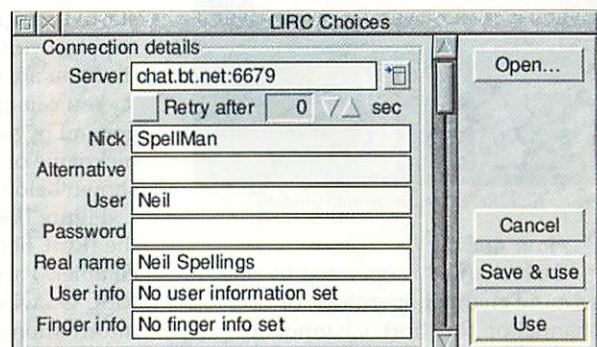 LIRC Choices
Connection details
Server chat.bt.net:6679
Retry after 0 sec
Nick SpellMan
Alternative
User Neil
Password
Real name Neil Spellings
User info No user information set
Finger info No finger info set
Open...
Cancel
Save & use
Use